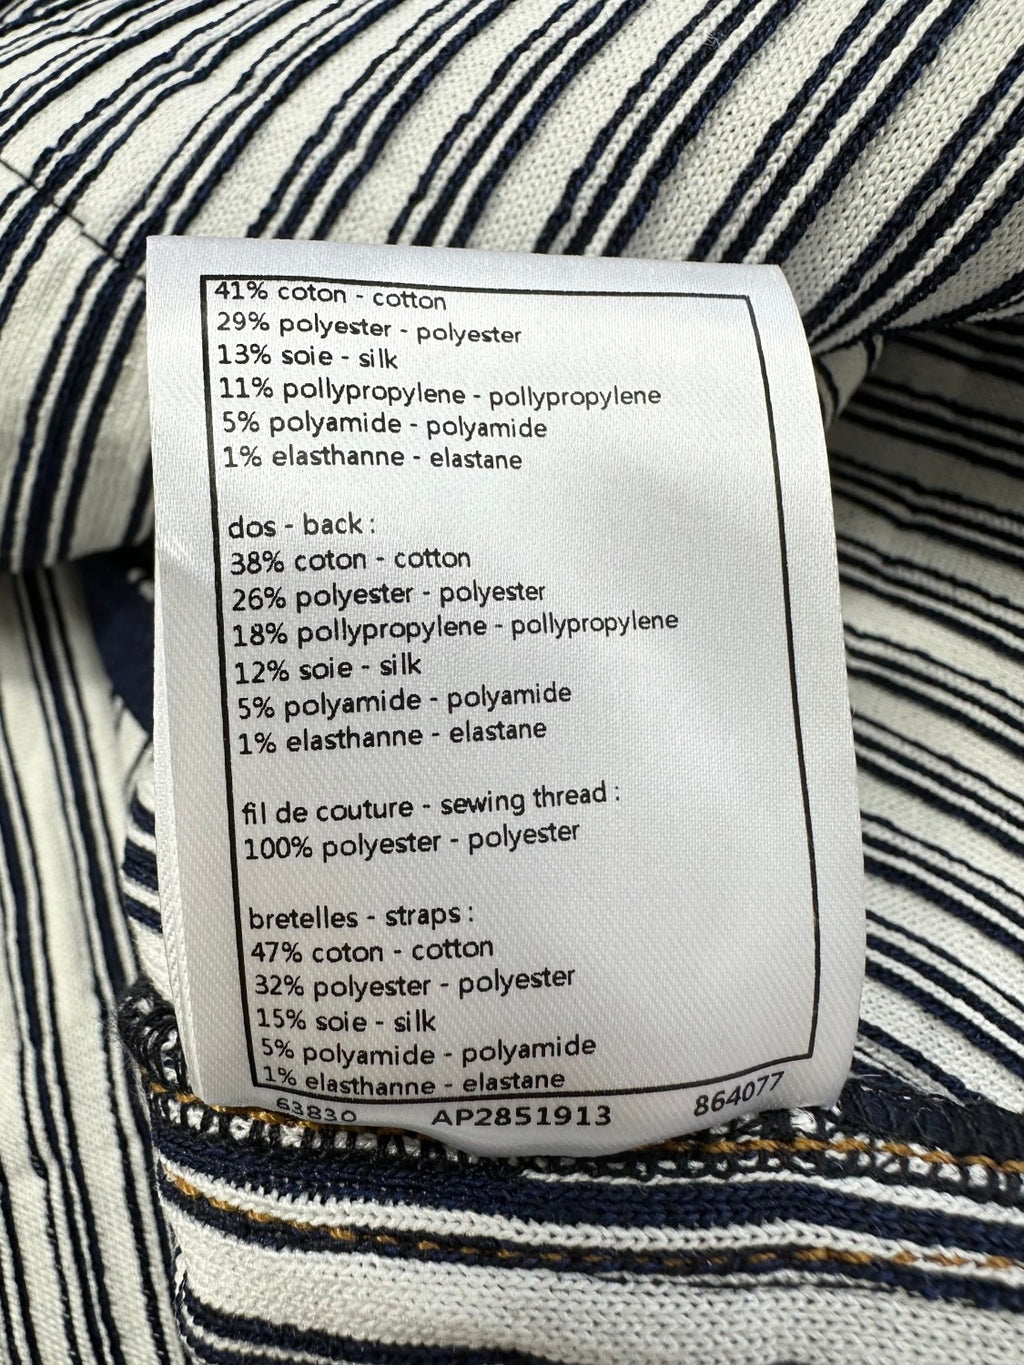 41% coton - cotton
29% polyester - polyester
13% soie - silk
11% pollypropylene - pollypropylene
5% polyamide - polyamide
1% elasthanne - elastane
dos - back :
38% coton - cotton
26% polyester - polyester
18% pollypropylene - pollypropylene
12% soie - silk
5% polyamide - polyamide
1% elasthanne - elastane
fil de couture - sewing thread :
100% polyester - polyester
bretelles - straps :
47% coton - cotton
32% polyester - polyester
15% soie - silk
5% polyamide - polyamide
1% elasthanne - elastane
63830 AP2851913 864077